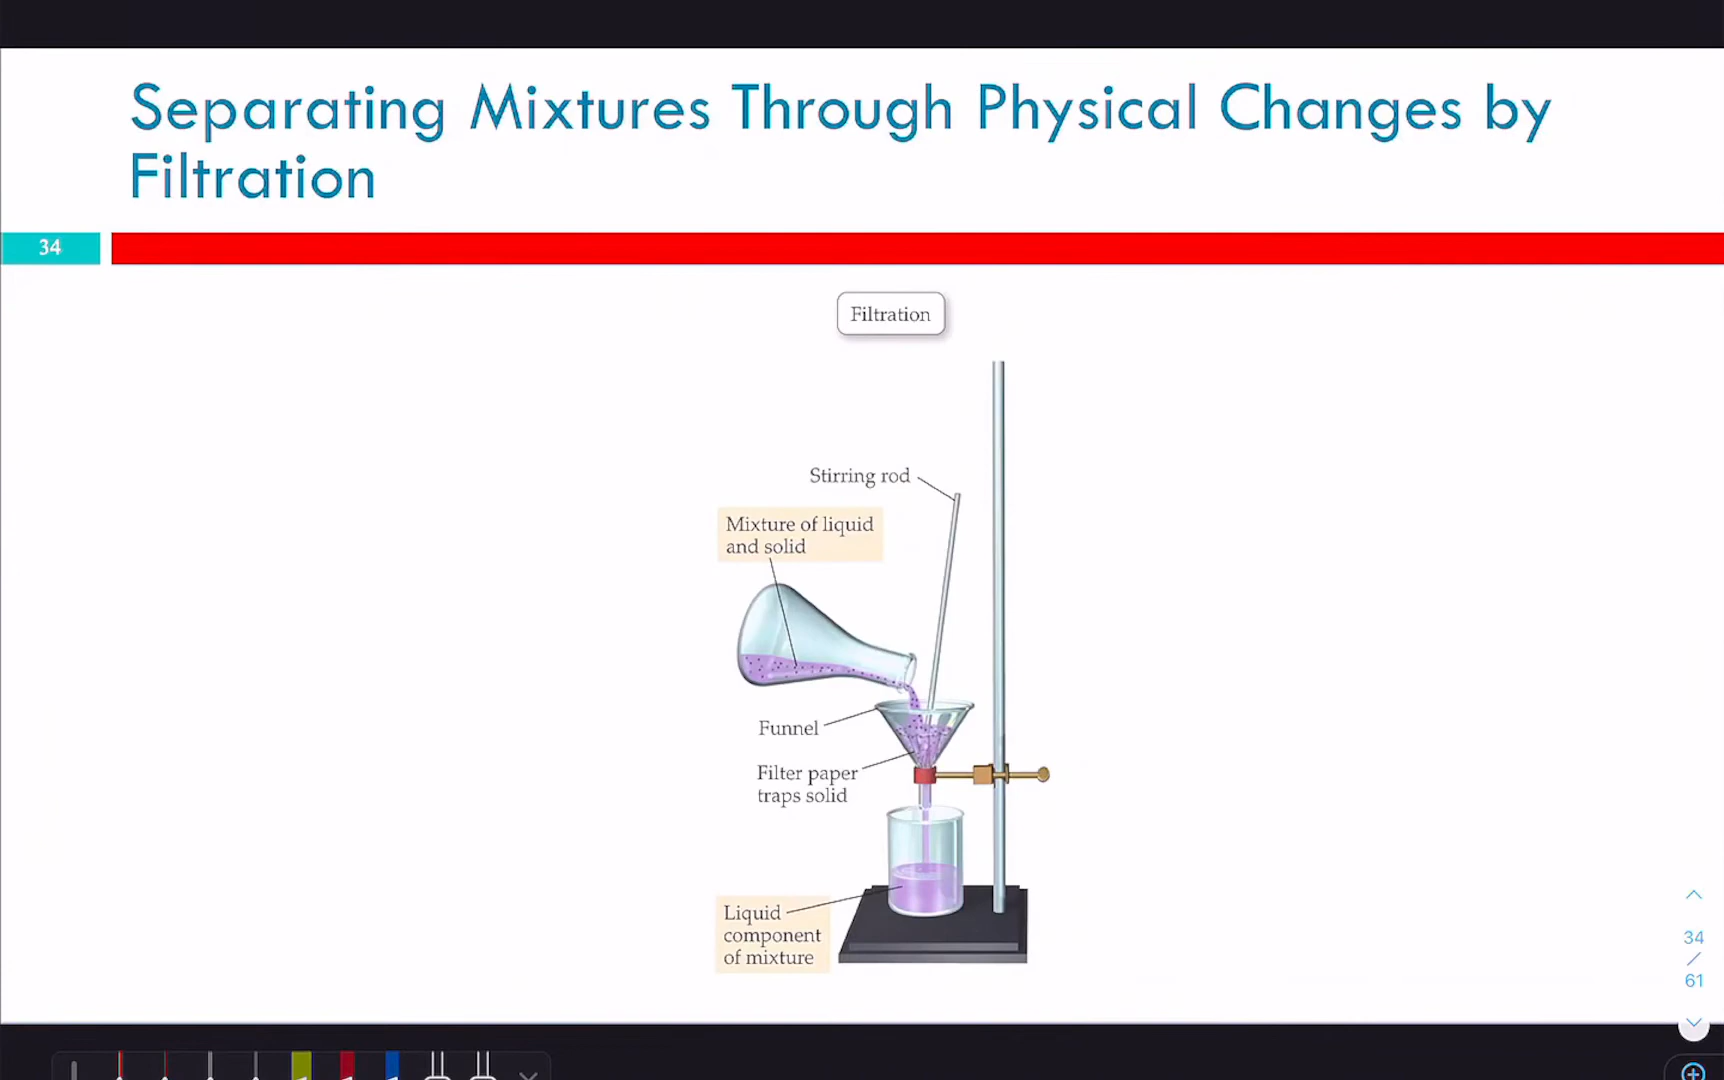 Separating Mixtures Through Physical Changes by
Filtration
34
Filtration
Stirring rod
Mixture of liquid
and solid
Funnel
Filter paper
traps solid
Liquid
component
of mixture
34
/
61